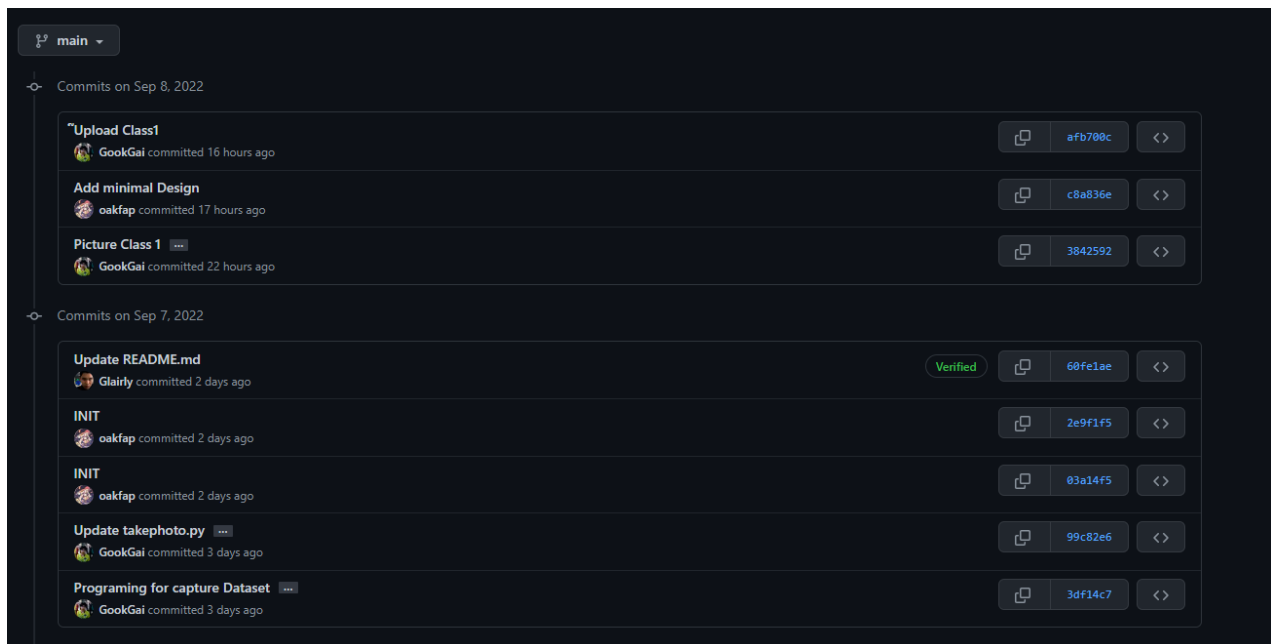 main
Commits on Sep 8, 2022
Upload Class1
GookGai committed 16 hours ago
afb700c
Add minimal Design
oakfap committed 17 hours ago
c8a836e
Picture Class 1 ...
GookGai committed 22 hours ago
3842592
Commits on Sep 7, 2022
Update README.md
Glairly committed 2 days ago
Verified
60fe1ae
INIT
oakfap committed 2 days ago
2e9f1f5
INIT
oakfap committed 2 days ago
03a14f5
Update takephoto.py ...
GookGai committed 3 days ago
99c82e6
Programing for capture Dataset ...
GookGai committed 3 days ago
3df14c7